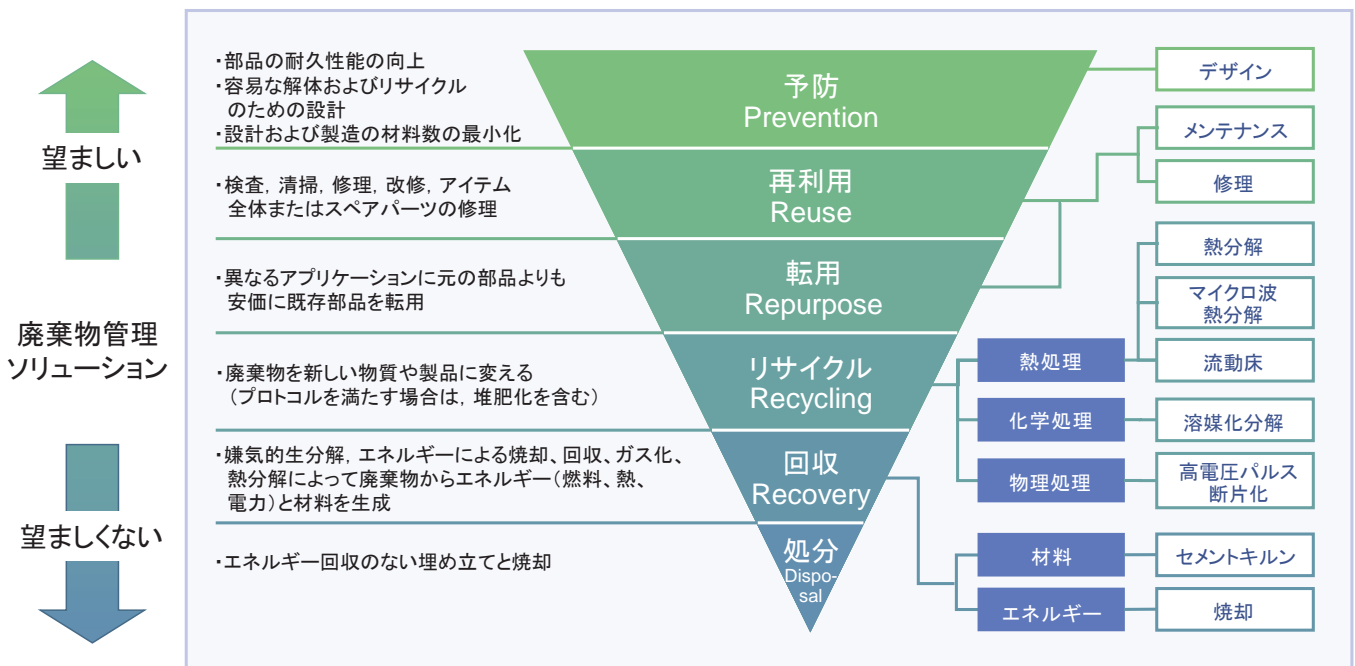 望ましい
廃棄物管理
ソリューション
望ましくない
・部品の耐久性能の向上
・容易な解体およびリサイクル
のための設計
・設計および製造の材料数の最小化
・検査, 清掃, 修理, 改修, アイテム
全体またはスペアパーツの修理
・異なるアプリケーションに元の部品よりも
安価に既存部品を転用
・廃棄物を新しい物質や製品に変える
（プロトコルを満たす場合は, 堆肥化を含む）
・嫌気的生分解, エネルギーによる焼却、回収、ガス化、
熱分解によって廃棄物からエネルギー（燃料、熱、
電力）と材料を生成
・エネルギー回収のない埋め立てと焼却
予防
Prevention
再利用
Reuse
転用
Repurpose
リサイクル
Recycling
回収
Recovery
処分
Dispo-
sal
デザイン
メンテナンス
修理
熱処理
化学処理
物理処理
熱分解
マイクロ波
熱分解
流動床
溶媒化分解
高電圧パルス
断片化
材料
エネルギー
セメントキルン
焼却